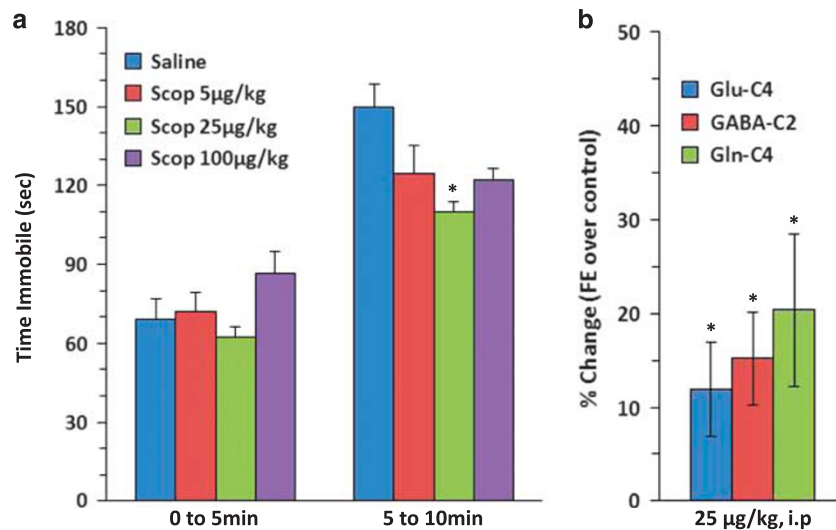 a
180
150
120
90
60
30
0
Time Immobile (sec)
Saline
Scop 5µg/kg
Scop 25µg/kg
Scop 100µg/kg
*
0 to 5min
5 to 10min
b
50
40
30
20
10
0
% Change (FE over control)
Glu-C4
GABA-C2
Gln-C4
*
*
*
25 µg/kg, i.p